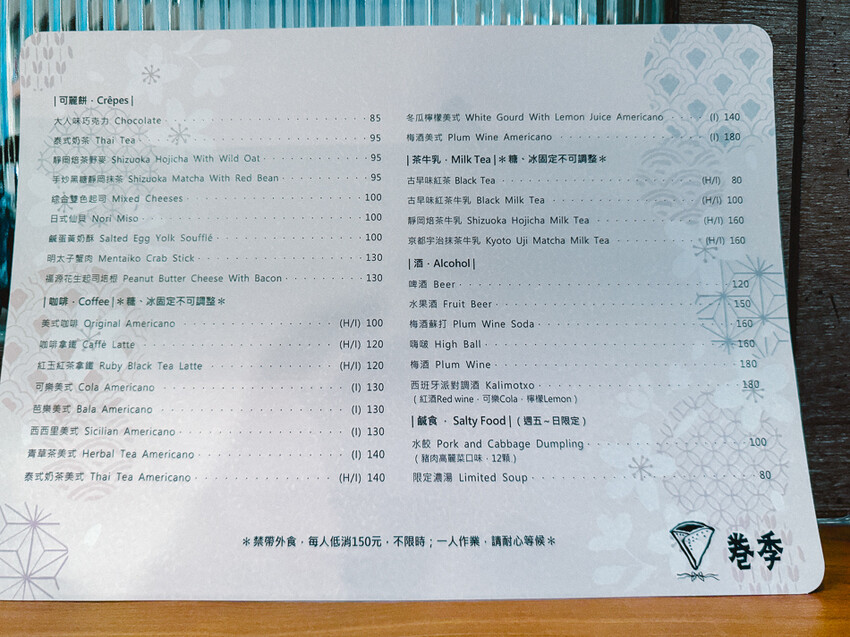 | 可麗餅 · Crêpes |
大人味巧克力 Chocolate 85
泰式奶茶 Thai Tea 95
靜岡焙茶野麥 Shizuoka Hojicha With Wild Oat 95
手炒黑糖靜岡抹茶 Shizuoka Matcha With Red Bean 95
綜合雙色起司 Mixed Cheeses 100
日式仙貝 Nori Miso 100
鹹蛋黃奶酥 Salted Egg Yolk Soufflé 100
明太子蟹肉 Mentaiko Crab Stick 130
福源花生起司培根 Peanut Butter Cheese With Bacon 130
| 咖啡 · Coffee | ＊糖、冰固定不可調整＊
美式咖啡 Original Americano (H/I) 100
咖啡拿鐵 Caffé Latte (H/I) 120
紅玉紅茶拿鐵 Ruby Black Tea Latte (H/I) 120
可樂美式 Cola Americano (I) 130
芭樂美式 Bala Americano (I) 130
西西里美式 Sicilian Americano (I) 130
青草茶美式 Herbal Tea Americano (I) 140
泰式奶茶美式 Thai Tea Americano (H/I) 140
冬瓜檸檬美式 White Gourd With Lemon Juice Americano (I) 140
梅酒美式 Plum Wine Americano (I) 180
| 茶牛乳 · Milk Tea | ＊糖、冰固定不可調整＊
古早味紅茶 Black Tea (H/I) 80
古早味紅茶牛乳 Black Milk Tea (H/I) 100
靜岡焙茶牛乳 Shizuoka Hojicha Milk Tea (H/I) 160
京都宇治抹茶牛乳 Kyoto Uji Matcha Milk Tea (H/I) 160
| 酒 · Alcohol |
啤酒 Beer 120
水果酒 Fruit Beer 150
梅酒蘇打 Plum Wine Soda 160
嗨啵 High Ball 160
梅酒 Plum Wine 180
西班牙派對調酒 Kalimotxo 180
（紅酒Red wine · 可樂Cola · 檸檬Lemon）
| 鹹食 · Salty Food |（週五～日限定）
水餃 Pork and Cabbage Dumpling 100
（豬肉高麗菜口味，12顆）
限定濃湯 Limited Soup 80
＊禁帶外食，每人低消150元，不限時；一人作業，請耐心等候＊
捲季